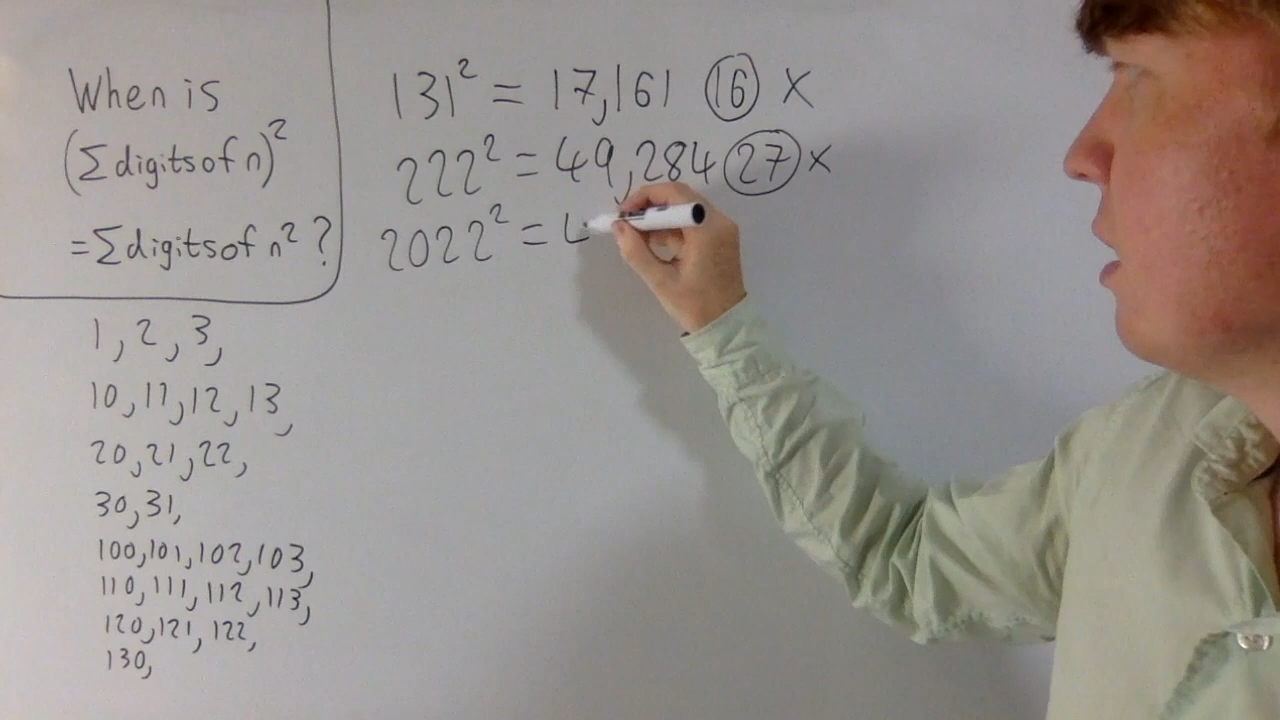 When is
(∑digits of n)²
=∑digits of n² ?
1, 2, 3,
10, 11, 12, 13,
20, 21, 22,
30, 31,
100, 101, 102, 103,
110, 111, 112, 113,
120, 121, 122,
130,
131² = 17,161 16 X
222² = 49,284 27 X
2022² = 4